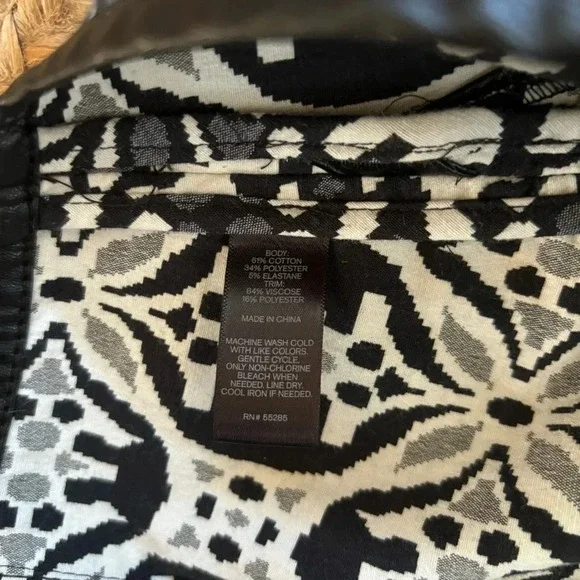 BODY:
61% COTTON
34% POLYESTER
5% ELASTANE
TRIM:
84% VISCOSE
16% POLYESTER
MADE IN CHINA
MACHINE WASH COLD
WITH LIKE COLORS.
GENTLE CYCLE.
ONLY NON-CHLORINE
BLEACH WHEN
NEEDED. LINE DRY.
COOL IRON IF NEEDED.
RN# 65285